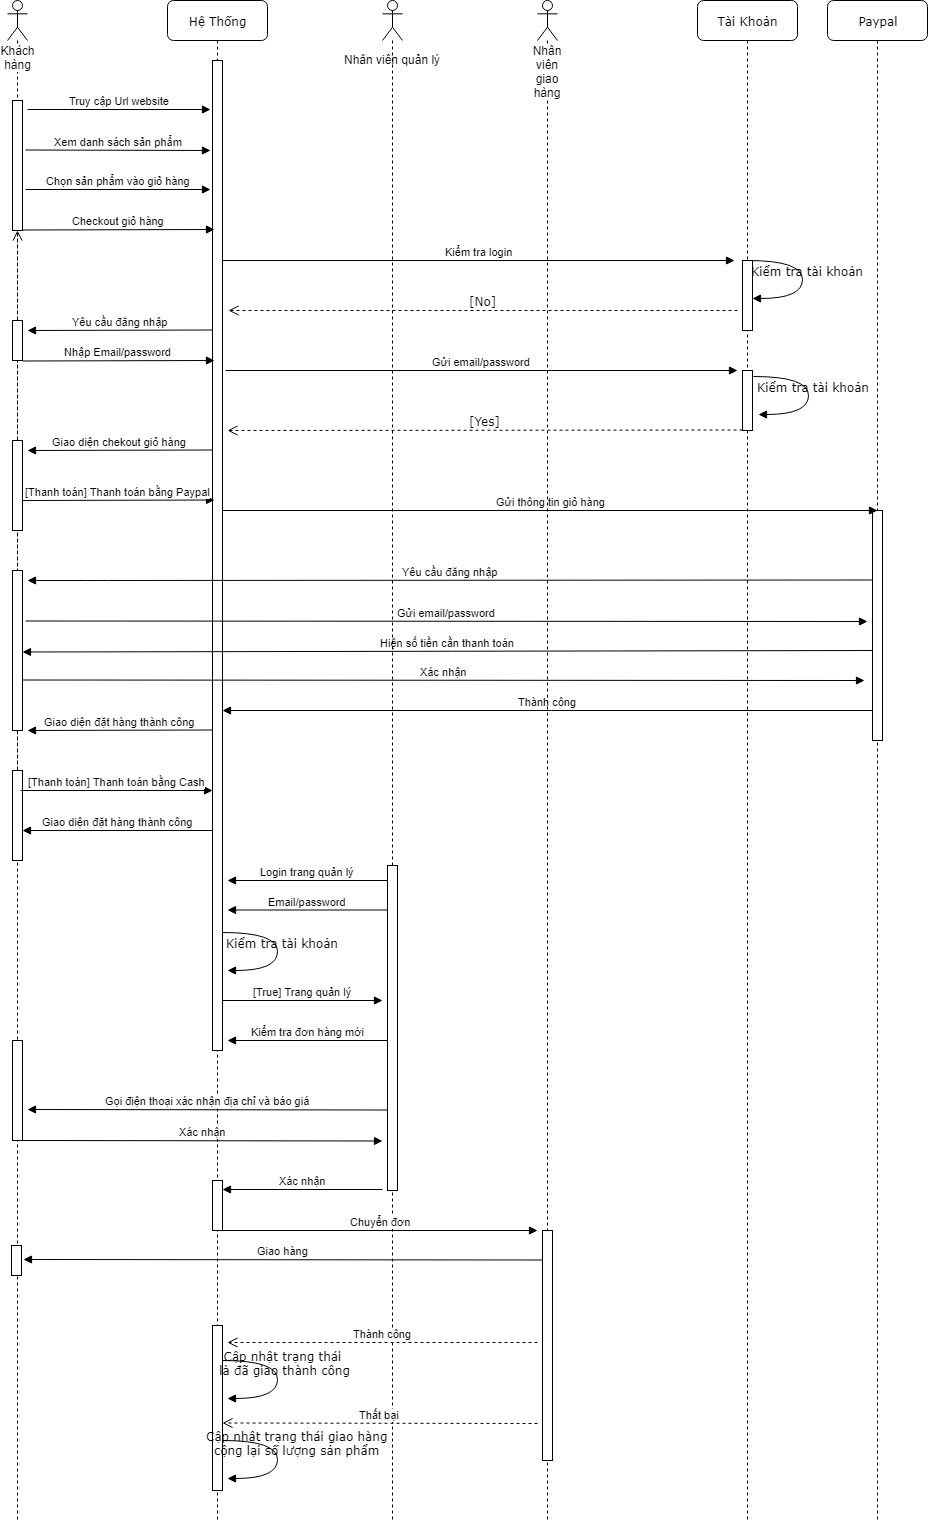 Hệ Thống
Tài Khoản
Paypal
Khách
hàng
Nhân viên quản lý
Nhân
viên
giao
hàng
Truy cập Url website
Xem danh sách sản phẩm
Chọn sản phẩm vào giỏ hàng
Checkout giỏ hàng
Kiểm tra login
Kiểm tra tài khoản
[No]
Yêu cầu đăng nhập
Nhập Email/password
Gửi email/password
Kiểm tra tài khoản
[Yes]
Giao diện chekout giỏ hàng
[Thanh toán] Thanh toán bằng Paypal
Gửi thông tin giỏ hàng
Yêu cầu đăng nhập
Gửi email/password
Hiện số tiền cần thanh toán
Xác nhận
Thành công
Giao diện đặt hàng thành công
[Thanh toán] Thanh toán bằng Cash
Giao diện đặt hàng thành công
Login trang quản lý
Email/password
Kiểm tra tài khoản
[True] Trang quản lý
Kiểm tra đơn hàng mới
Gọi điện thoại xác nhận địa chỉ và báo giá
Xác nhận
Xác nhận
Chuyển đơn
Giao hàng
Thành công
Cập nhật trạng thái
là đã giao thành công
Thất bại
Cập nhật trạng thái giao hàng
cộng lại số lượng sản phẩm